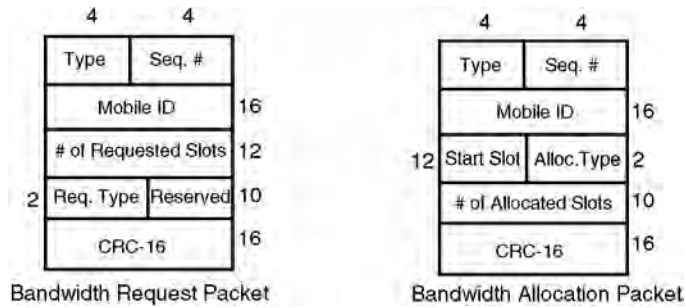 4 4
Type Seq. #
Mobile ID 16
# of Requested Slots 12
2 Req. Type Reserved 10
CRC-16 16
Bandwidth Request Packet
4 4
Type Seq. #
Mobile ID 16
12 Start Slot Alloc.Type 2
# of Allocated Slots 10
CRC-16 16
Bandwidth Allocation Packet